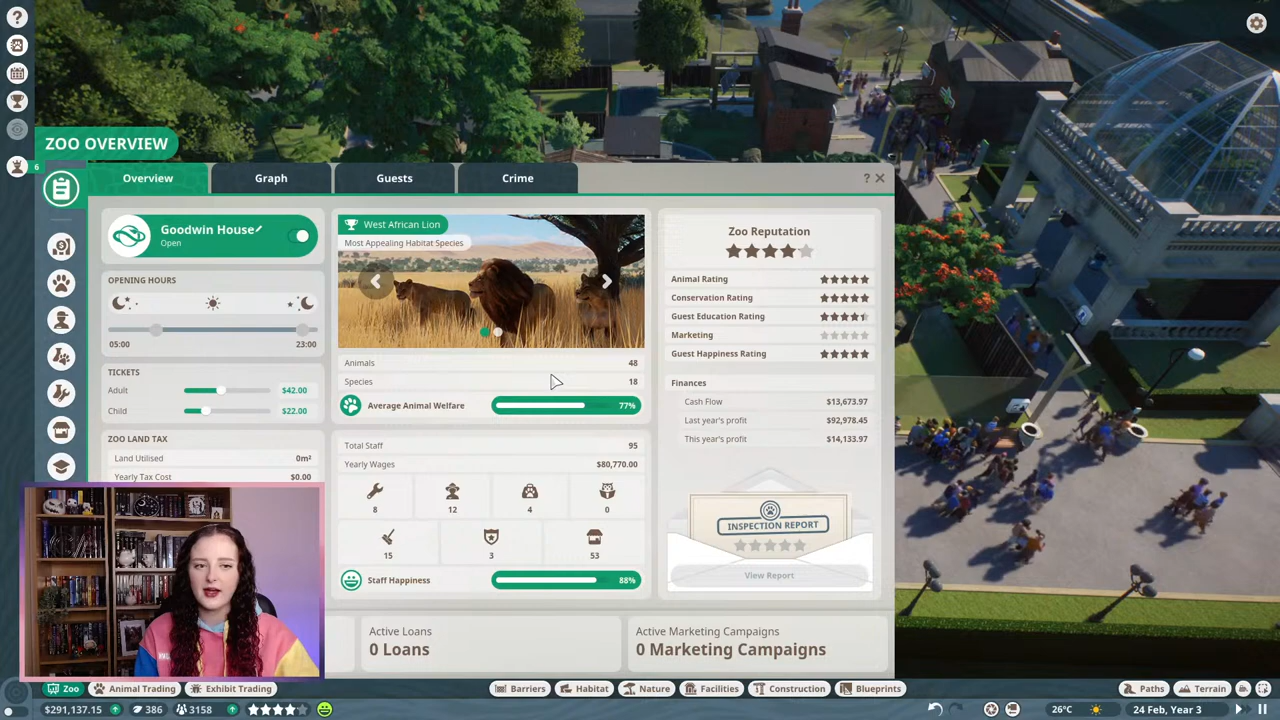 6
ZOO OVERVIEW
Overview
Graph
Guests
Crime
?
Goodwin House
Open
OPENING HOURS
05:00
23:00
TICKETS
Adult
$42.00
Child
$22.00
ZOO LAND TAX
Land Utilised
0m²
Yearly Tax Cost
$0.00
West African Lion
Most Appealing Habitat Species
Animals
48
Species
18
Average Animal Welfare
77%
Total Staff
95
Yearly Wages
$80,770.00
8
12
4
0
15
3
53
Staff Happiness
88%
Zoo Reputation
Animal Rating
Conservation Rating
Guest Education Rating
Marketing
Guest Happiness Rating
Finances
Cash Flow
$13,673.97
Last year's profit
$92,978.45
This year's profit
$14,133.97
INSPECTION REPORT
View Report
Active Loans
0 Loans
Active Marketing Campaigns
0 Marketing Campaigns
Zoo
Animal Trading
Exhibit Trading
Barriers
Habitat
Nature
Facilities
Construction
Blueprints
Paths
Terrain
$291,137.15
386
3158
26°C
24 Feb, Year 3